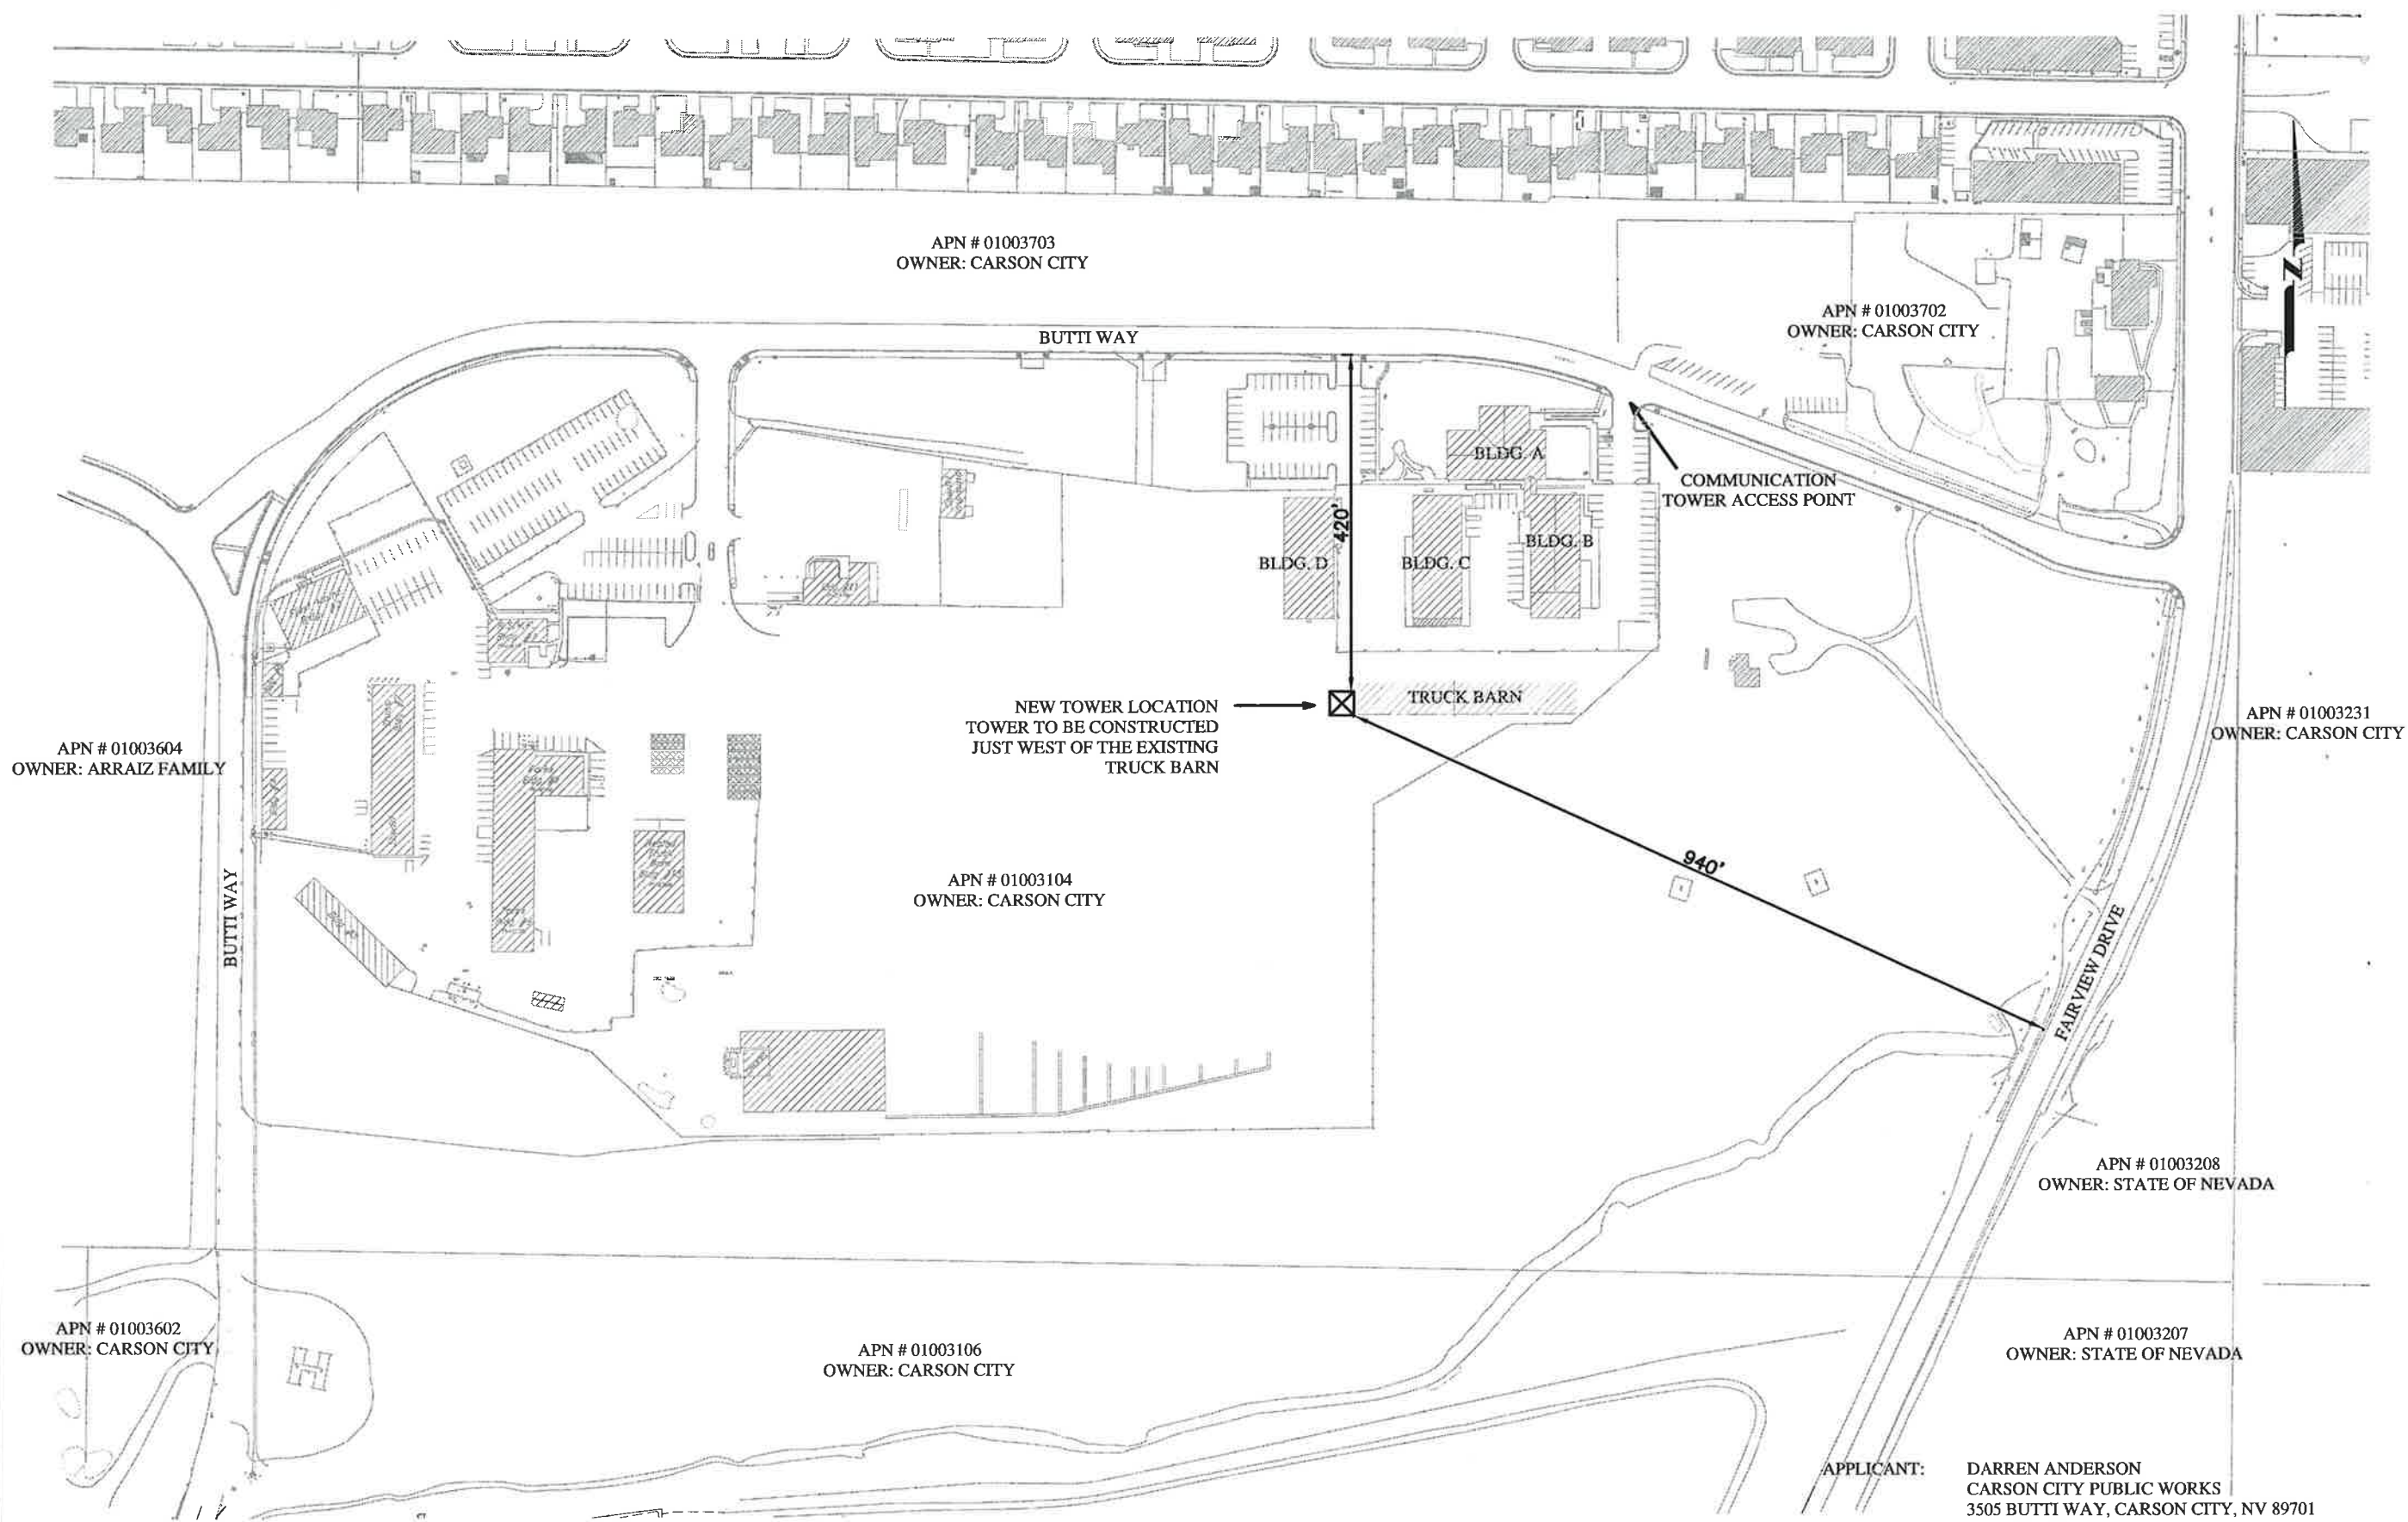 APN # 01003703
OWNER: CARSON CITY
APN # 01003702
OWNER: CARSON CITY
BUTTI WAY
BLDG. A
COMMUNICATION
TOWER ACCESS POINT
420'
BLDG. D
BLDG. C
BLDG. B
TRUCK BARN
NEW TOWER LOCATION
TOWER TO BE CONSTRUCTED
JUST WEST OF THE EXISTING
TRUCK BARN
APN # 01003604
OWNER: ARRAIZ FAMILY
APN # 01003231
OWNER: CARSON CITY
N
940'
APN # 01003104
OWNER: CARSON CITY
BUTTI WAY
FAIRVIEW DRIVE
APN # 01003208
OWNER: STATE OF NEVADA
APN # 01003602
OWNER: CARSON CITY
H
APN # 01003106
OWNER: CARSON CITY
APN # 01003207
OWNER: STATE OF NEVADA
APPLICANT: DARREN ANDERSON
CARSON CITY PUBLIC WORKS
3505 BUTTI WAY, CARSON CITY, NV 89701